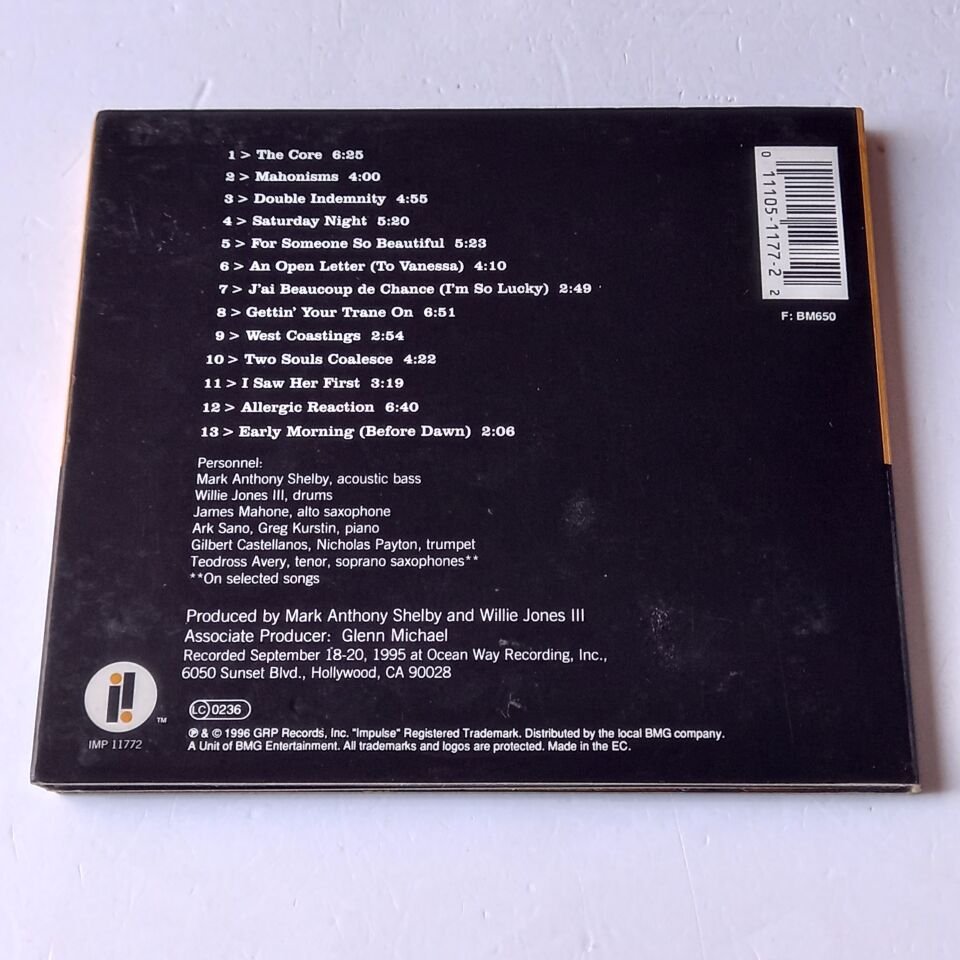 1 > The Core 6:25
2 > Mahonisms 4:00
3 > Double Indemnity 4:55
4 > Saturday Night 5:20
5 > For Someone So Beautiful 5:23
6 > An Open Letter (To Vanessa) 4:10
7 > J'ai Beaucoup de Chance (I'm So Lucky) 2:49
8 > Gettin' Your Trane On 6:51
9 > West Coastings 2:54
10 > Two Souls Coalesce 4:22
11 > I Saw Her First 3:19
12 > Allergic Reaction 6:40
13 > Early Morning (Before Dawn) 2:06
0 11105-1177-2 2
F: BM650
Personnel:
Mark Anthony Shelby, acoustic bass
Willie Jones III, drums
James Mahone, alto saxophone
Ark Sano, Greg Kurstin, piano
Gilbert Castellanos, Nicholas Payton, trumpet
Teodross Avery, tenor, soprano saxophones**
**On selected songs
Produced by Mark Anthony Shelby and Willie Jones III
Associate Producer: Glenn Michael
Recorded September 18-20, 1995 at Ocean Way Recording, Inc.,
6050 Sunset Blvd., Hollywood, CA 90028
i! TM
IMP 11772
LC 0236
℗ & © 1996 GRP Records, Inc. "Impulse" Registered Trademark. Distributed by the local BMG company.
A Unit of BMG Entertainment. All trademarks and logos are protected. Made in the EC.